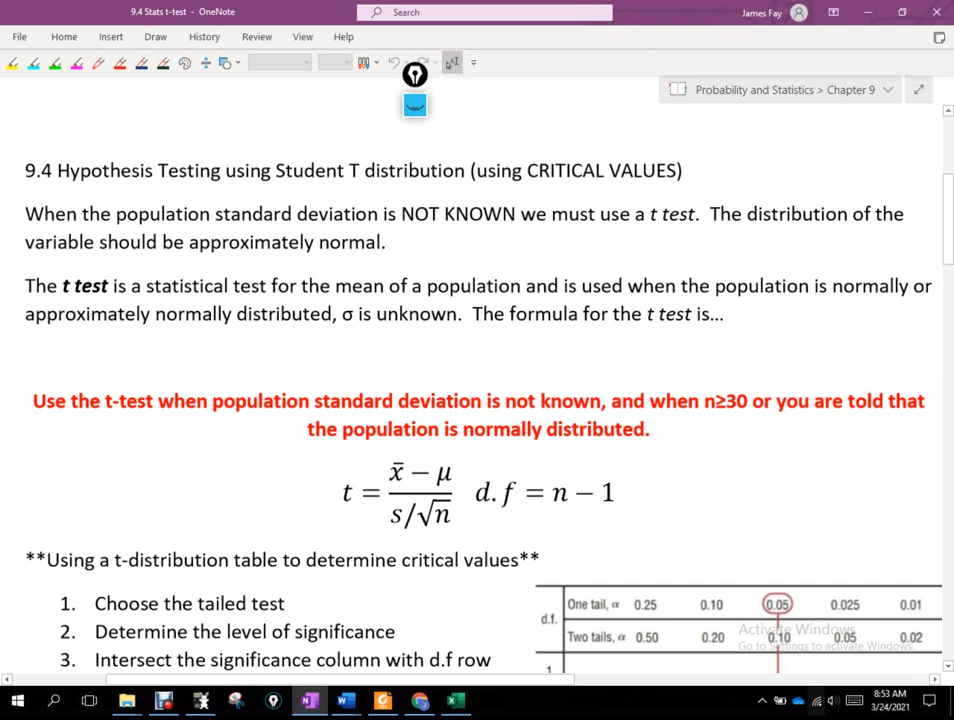 9.4 Stats t-test - OneNote
Search
James Fay
File Home Insert Draw History Review View Help
Probability and Statistics > Chapter 9
9.4 Hypothesis Testing using Student T distribution (using CRITICAL VALUES)
When the population standard deviation is NOT KNOWN we must use a t test. The distribution of the
variable should be approximately normal.
The t test is a statistical test for the mean of a population and is used when the population is normally or
approximately normally distributed, σ is unknown. The formula for the t test is...
Use the t-test when population standard deviation is not known, and when n≥30 or you are told that
the population is normally distributed.
t = (x̄ − μ)/(s/√n) d.f = n − 1
**Using a t-distribution table to determine critical values**
1. Choose the tailed test
2. Determine the level of significance
3. Intersect the significance column with d.f row
d.f.
One tail, α 0.25 0.10 0.05 0.025 0.01
Two tails, α 0.50 0.20 0.10 0.05 0.02
1
Activate Windows
Go to Settings to activate Windows.
8:53 AM
3/24/2021